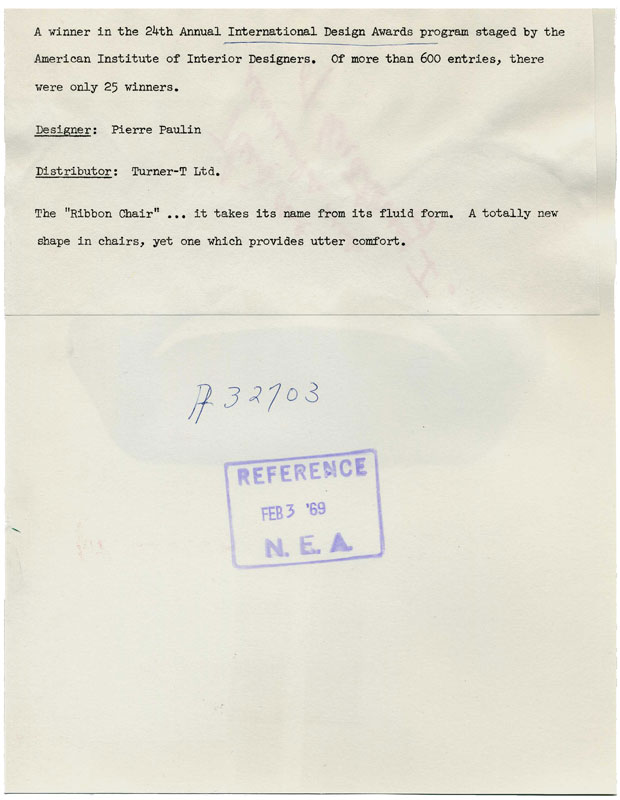 A winner in the 24th Annual International Design Awards program staged by the
American Institute of Interior Designers. Of more than 600 entries, there
were only 25 winners.
Designer: Pierre Paulin
Distributor: Turner-T Ltd.
The "Ribbon Chair" ... it takes its name from its fluid form. A totally new
shape in chairs, yet one which provides utter comfort.
32703
REFERENCE
FEB 3 '69
N. E. A.